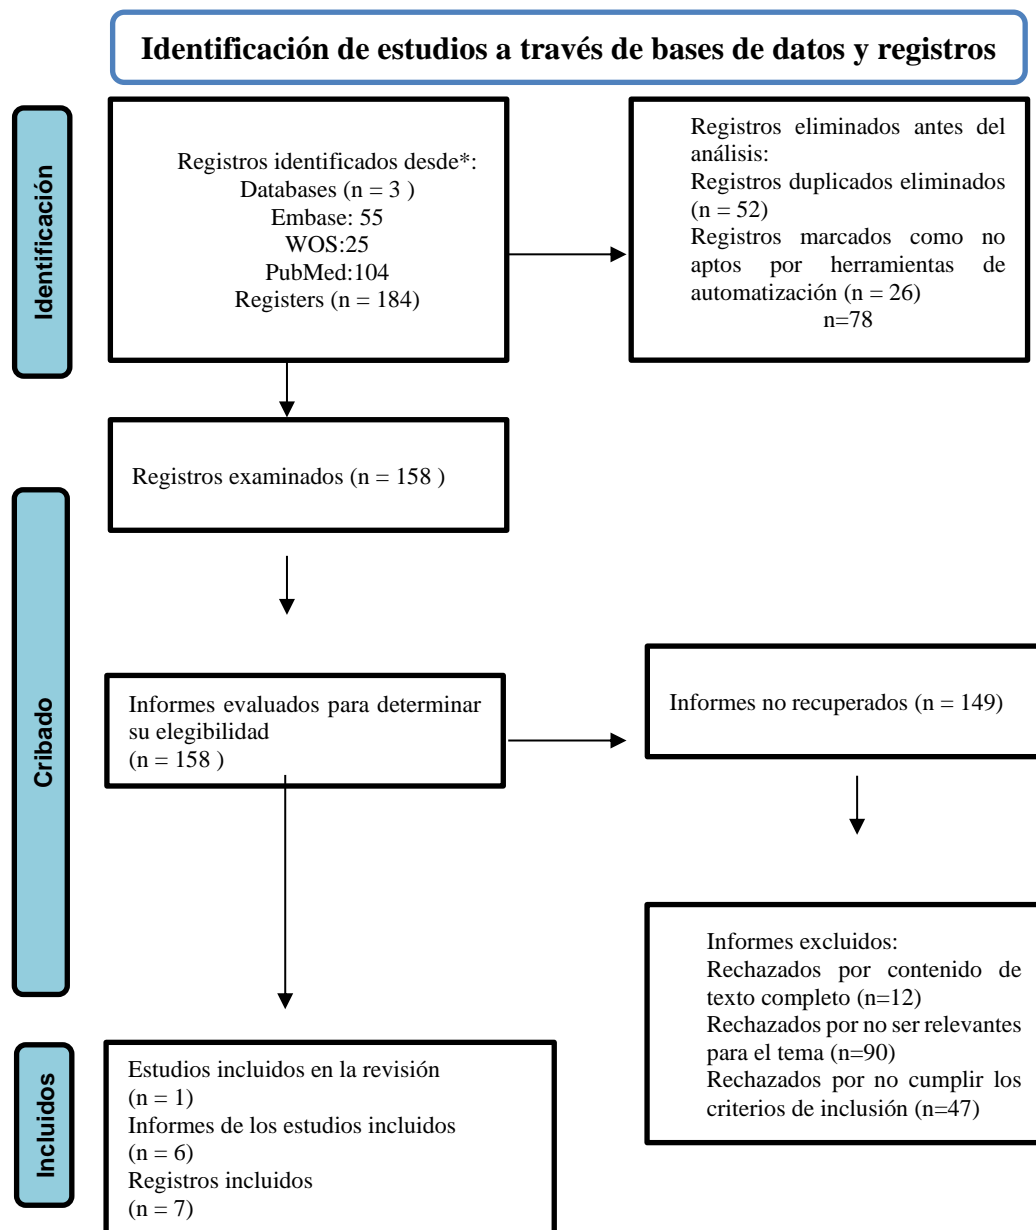 Identificación de estudios a través de bases de datos y registros
Identificación
Registros identificados desde*:
Databases (n = 3 )
Embase: 55
WOS:25
PubMed:104
Registers (n = 184)
Registros eliminados antes del
análisis:
Registros duplicados eliminados
(n = 52)
Registros marcados como no
aptos por herramientas de
automatización (n = 26)
n=78
Registros examinados (n = 158 )
Cribado
Informes evaluados para determinar
su elegibilidad
(n = 158 )
Informes no recuperados (n = 149)
Informes excluidos:
Rechazados por contenido de
texto completo (n=12)
Rechazados por no ser relevantes
para el tema (n=90)
Rechazados por no cumplir los
criterios de inclusión (n=47)
Incluidos
Estudios incluidos en la revisión
(n = 1)
Informes de los estudios incluidos
(n = 6)
Registros incluidos
(n = 7)